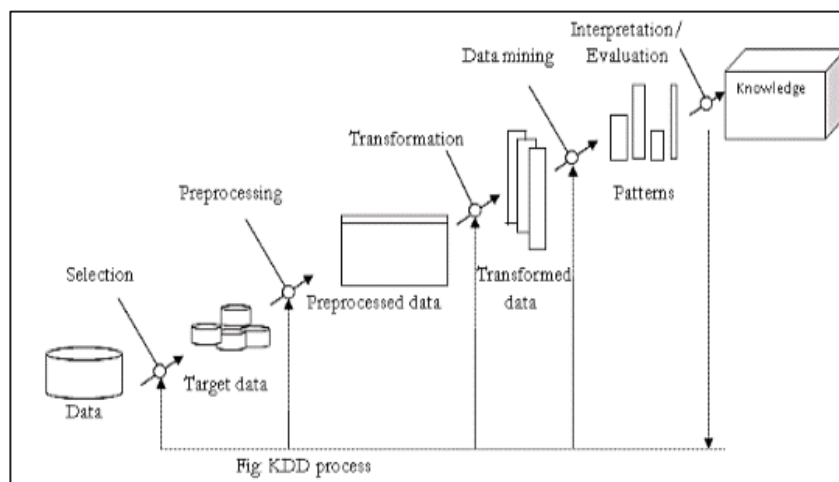 Interpretation/
Evaluation
Data mining
Knowledge
Transformation
Preprocessing
Patterns
Selection
Transformed
data
Preprocessed data
Target data
Data
Fig: KDD process